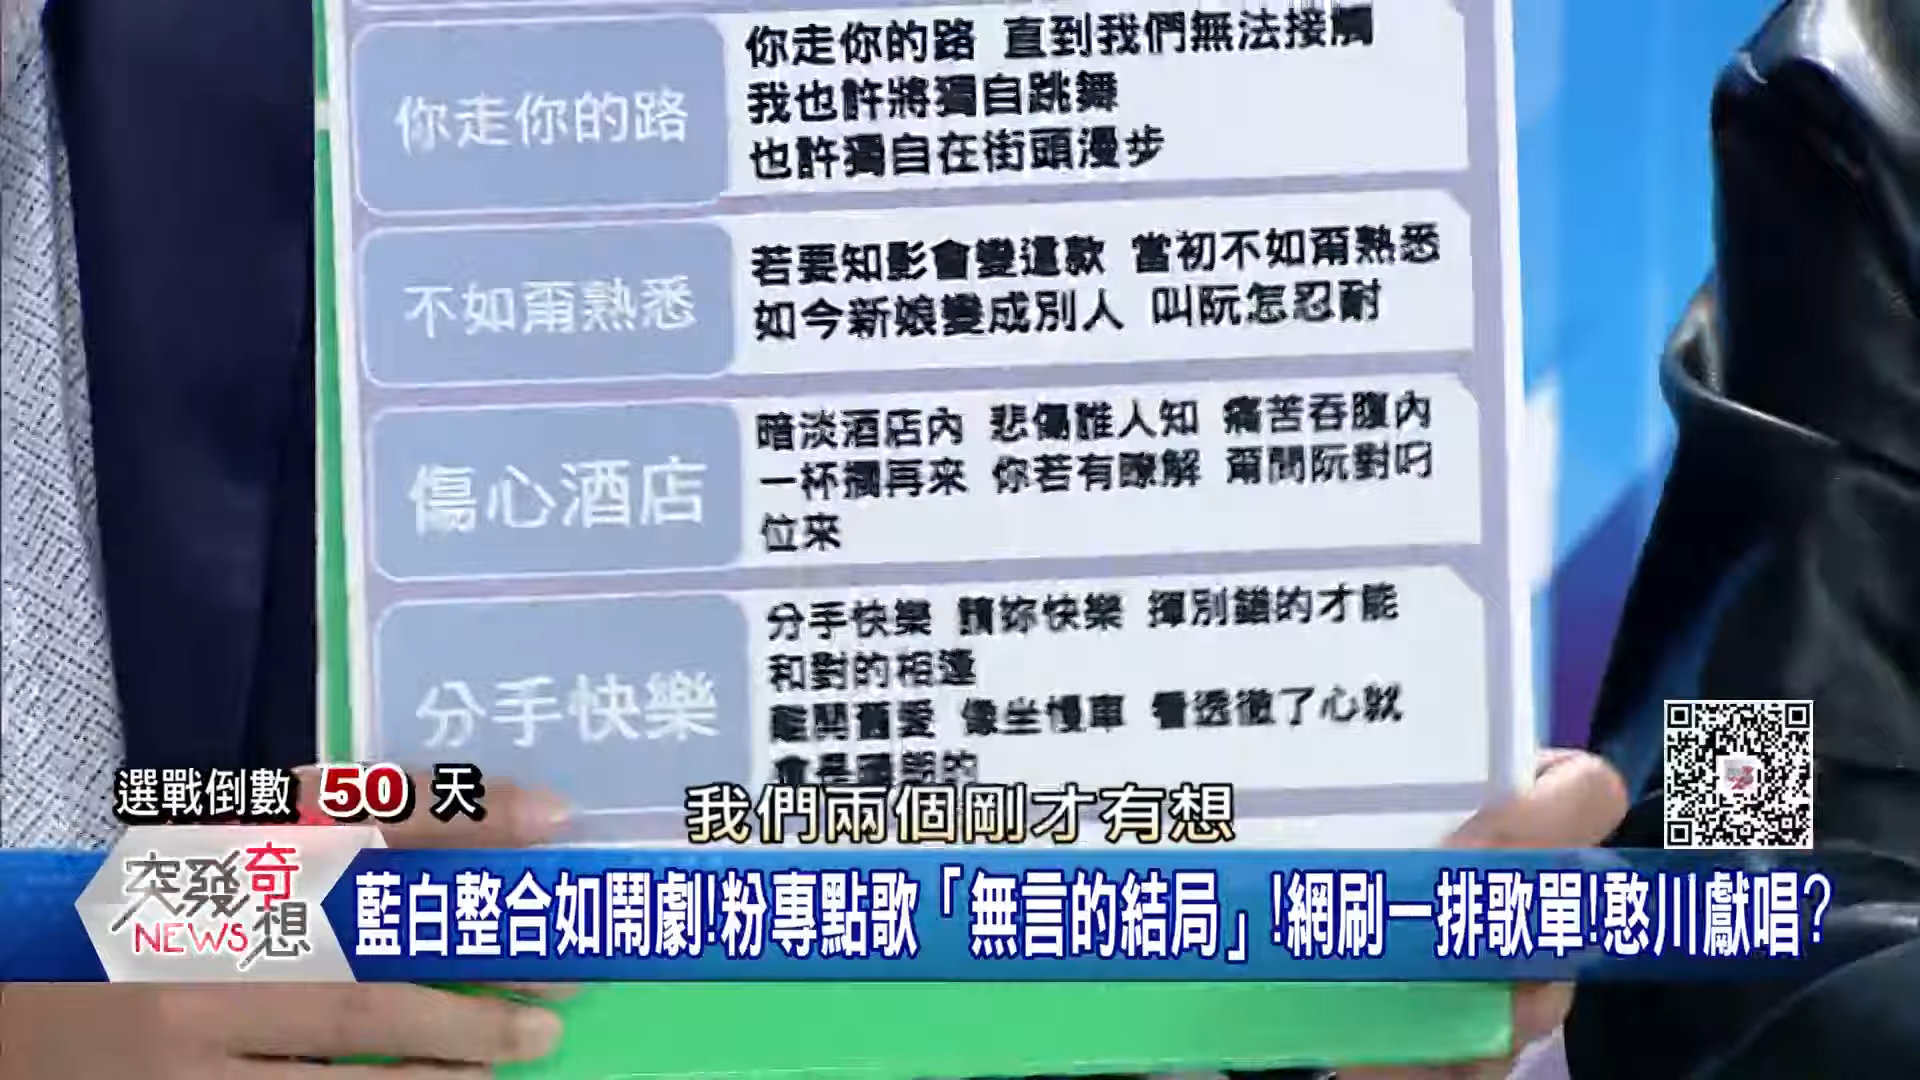 你走你的路
你走你的路 直到我們無法接觸
我也許將獨自跳舞
也許獨自在街頭漫步
不如甭熟悉
若要知影會變這款 當初不如甭熟悉
如今新娘變成別人 叫阮怎忍耐
傷心酒店
暗淡酒店內 悲傷誰人知 痛苦吞腹內
一杯擱再來 你若有瞭解 甭問阮對叼
位來
分手快樂
分手快樂 請妳快樂 揮別錯的才能
和對的相逢
離開舊愛 像坐慢車 看透徹了心就
會是
的
選戰倒數 50 天
我們兩個剛才有想
突發奇想
NEWS
藍白整合如鬧劇!粉專點歌「無言的結局」!網刷一排歌單!憨川獻唱?